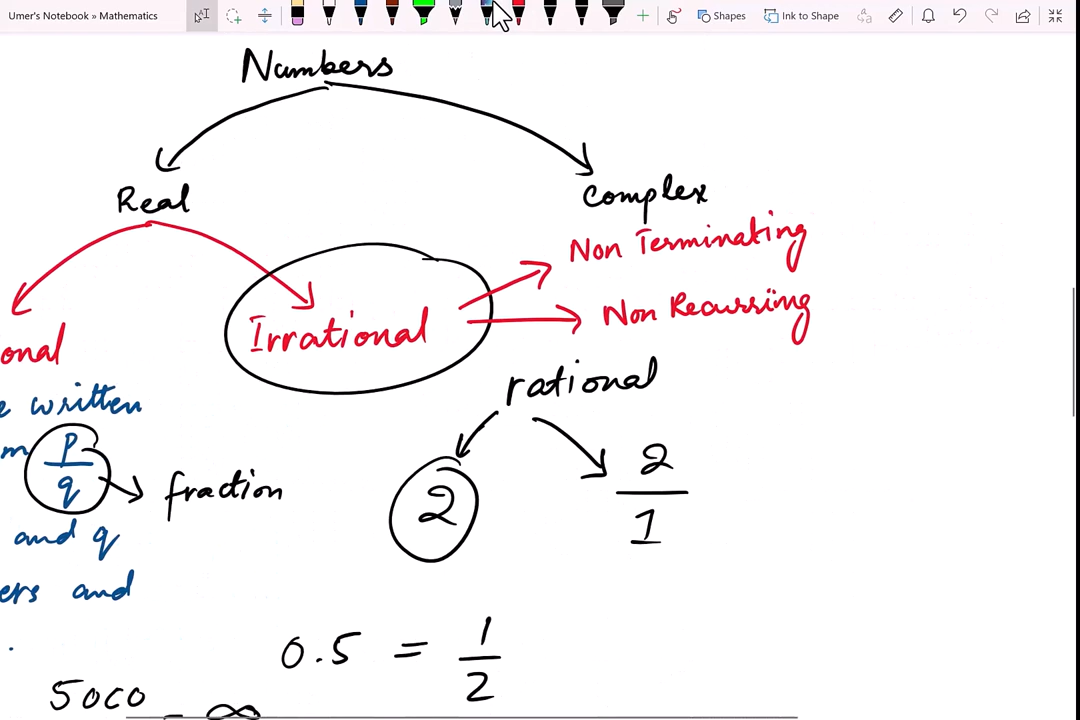 Umer's Notebook » Mathematics
Shapes
Ink to Shape
Numbers
Real
Complex
Non Terminating
Irrational
Non Recurring
onal
rational
e written
m p/q
fraction
2
2/1
and q
ers and
0.5 = 1/2
5000 = ∞